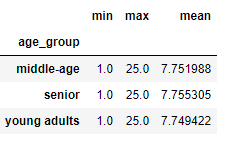 min max mean
age_group
middle-age 1.0 25.0 7.751988
senior 1.0 25.0 7.755305
young adults 1.0 25.0 7.749422